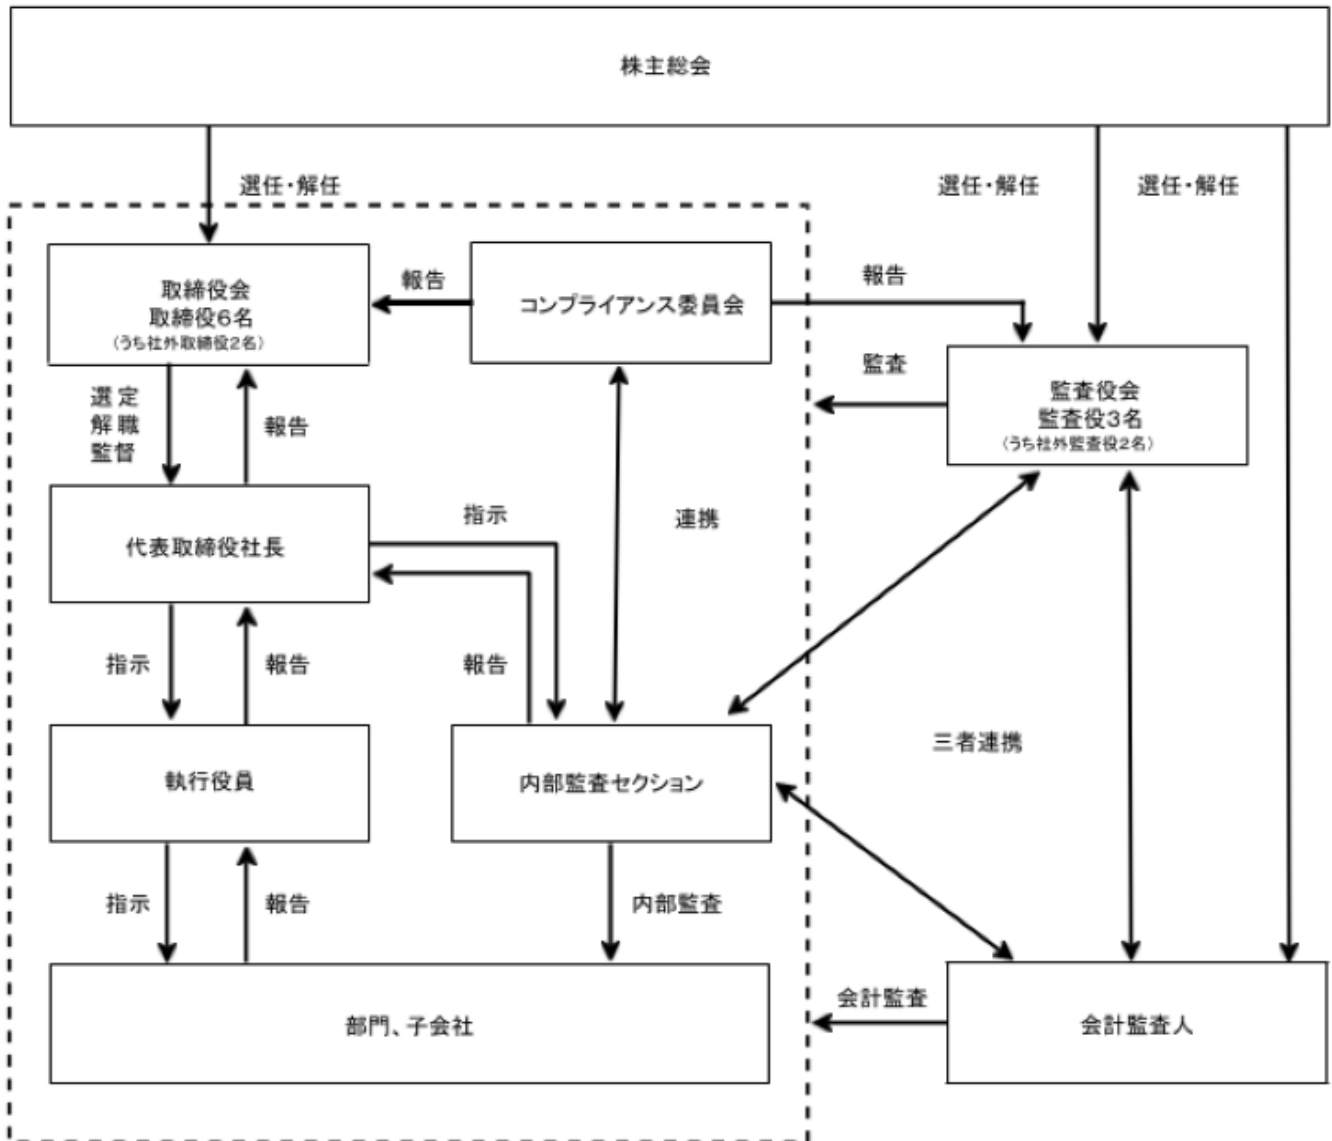 株主総会
選任・解任
選任・解任
選任・解任
取締役会
取締役6名
（うち社外取締役2名）
報告
コンプライアンス委員会
報告
監査
監査役会
監査役3名
（うち社外監査役2名）
選定
解職
監督
報告
代表取締役社長
指示
連携
指示
報告
報告
執行役員
内部監査セクション
三者連携
指示
報告
内部監査
部門、子会社
会計監査
会計監査人